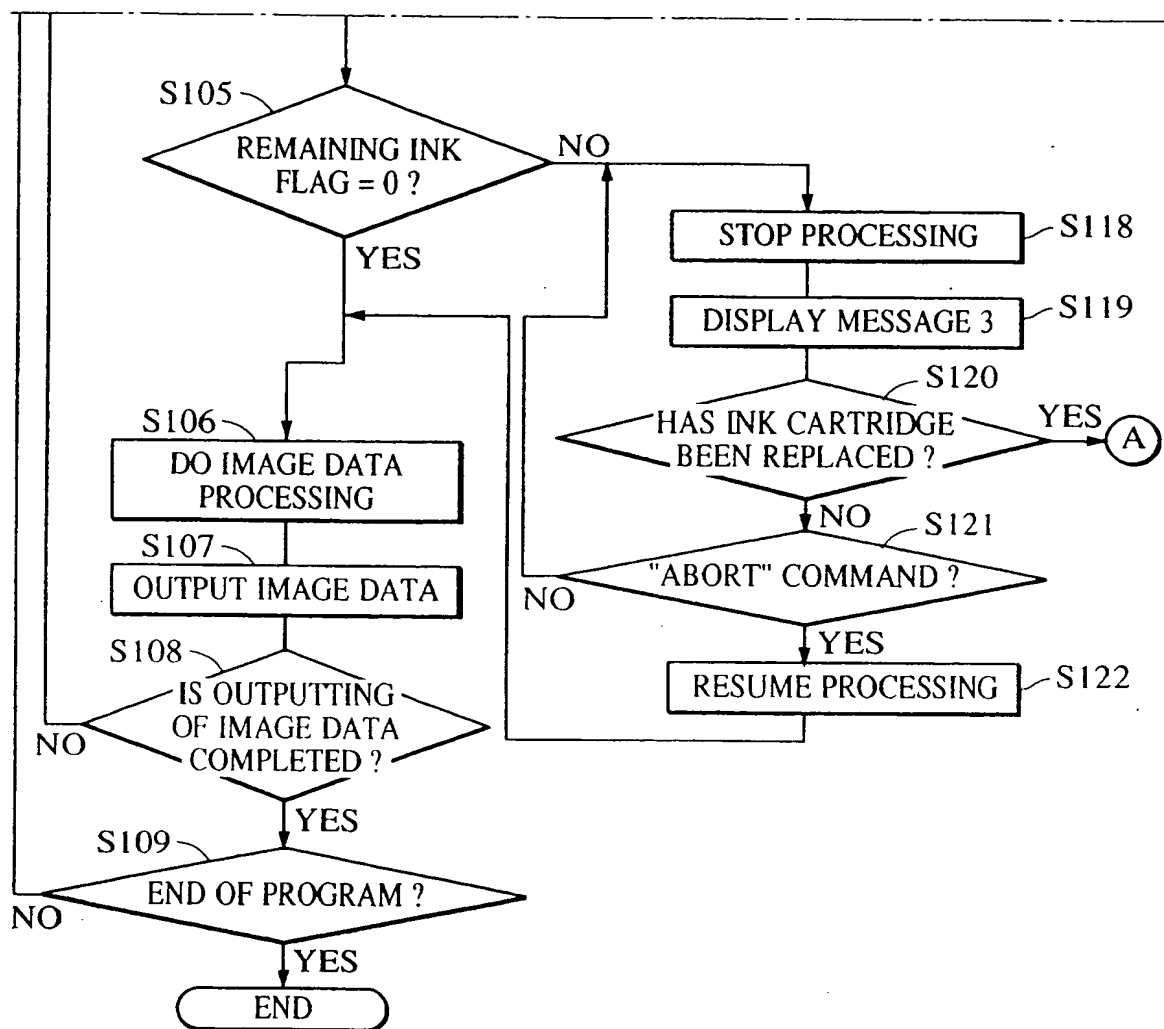 S105
REMAINING INK
FLAG = 0 ?
NO
YES
STOP PROCESSING
S118
DISPLAY MESSAGE 3
S119
S120
HAS INK CARTRIDGE
BEEN REPLACED ?
YES
A
NO
S121
"ABORT" COMMAND ?
NO
YES
RESUME PROCESSING
S122
S106
DO IMAGE DATA
PROCESSING
S107
OUTPUT IMAGE DATA
S108
IS OUTPUTTING
OF IMAGE DATA
COMPLETED ?
NO
YES
S109
END OF PROGRAM ?
NO
YES
END